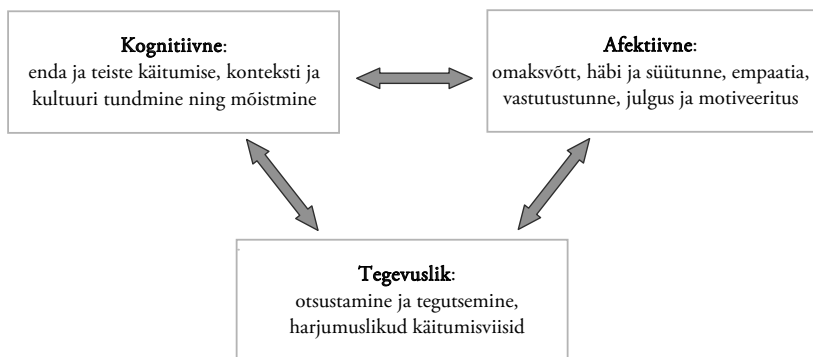 Kognitiivne:
enda ja teiste käitumise, konteksti ja
kultuuri tundmine ning mõistmine
Afektiivne:
omaksvõtt, häbi ja süütunne, empaatia,
vastutustunne, julgus ja motiveeritus
Tegevuslik:
otsustamine ja tegutsemine,
harjumuslikud käitumisviisid